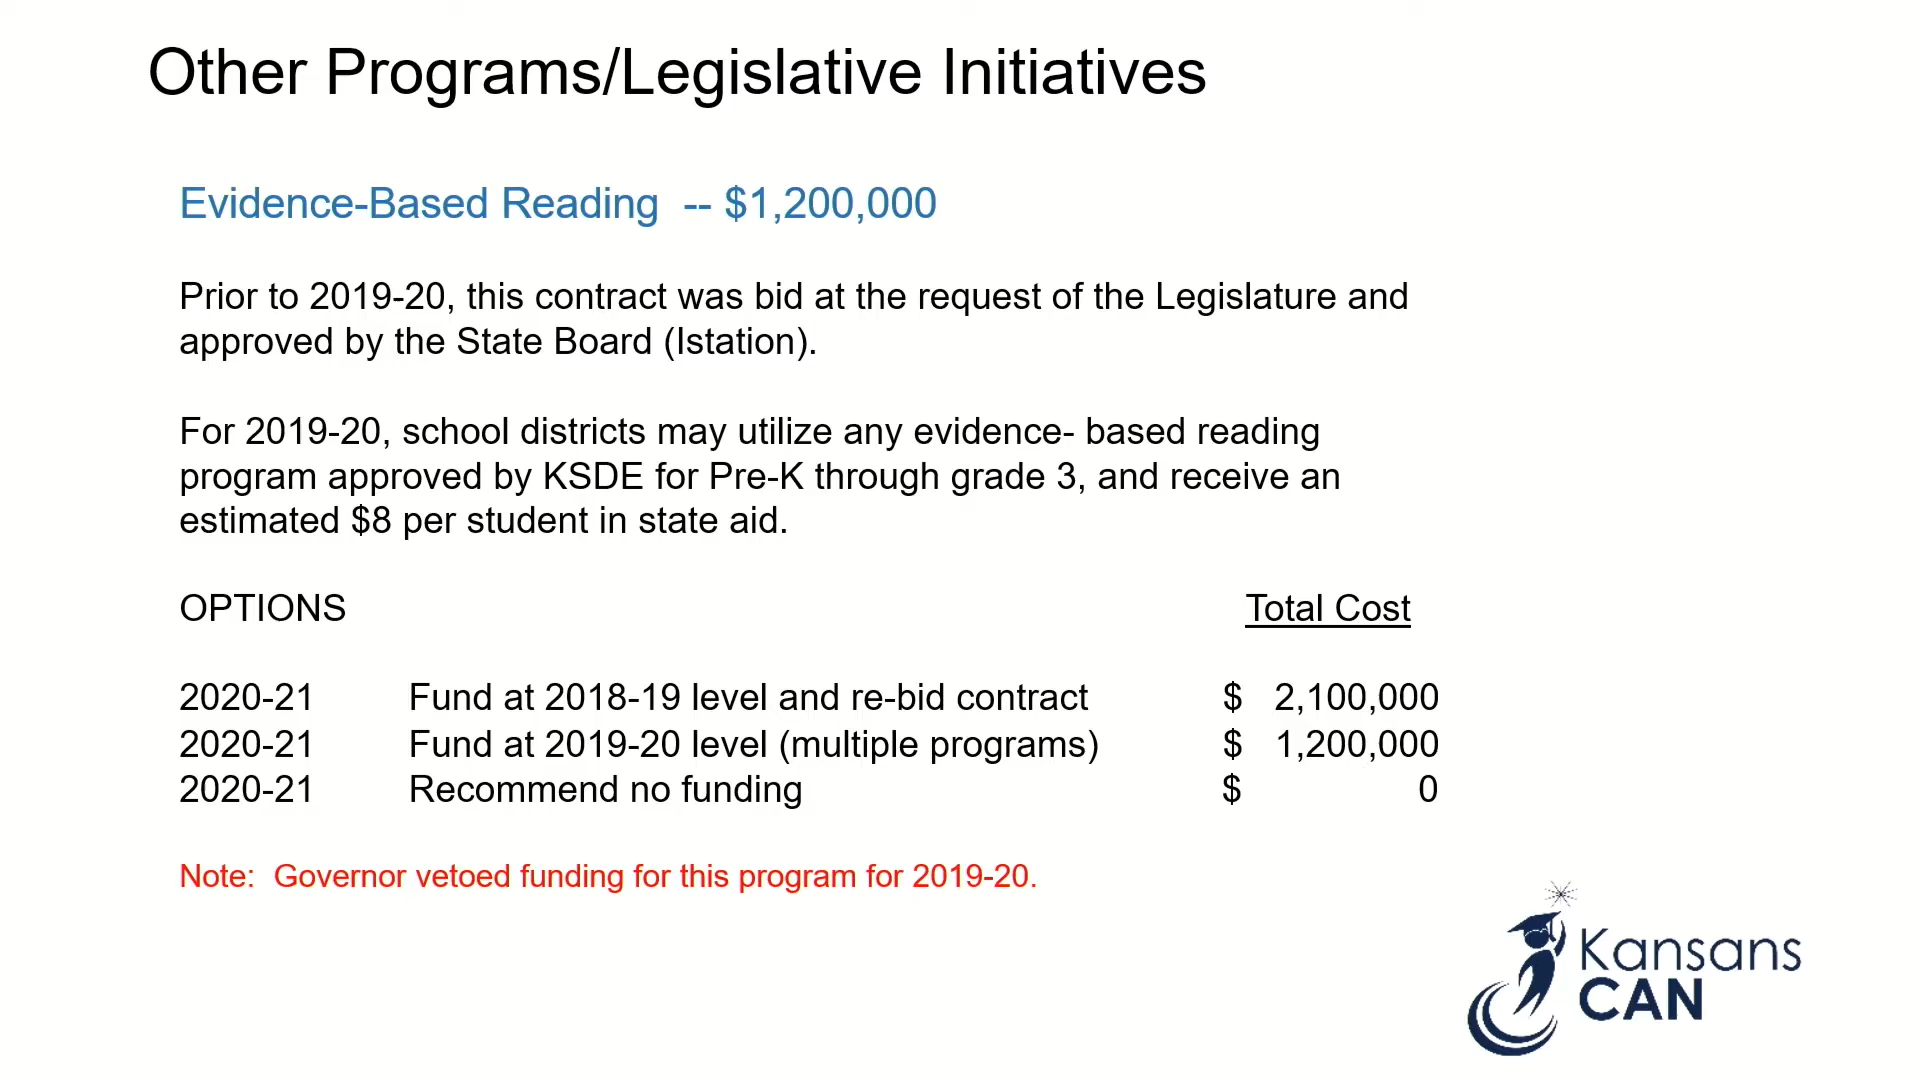 Other Programs/Legislative Initiatives
Evidence-Based Reading -- $1,200,000
Prior to 2019-20, this contract was bid at the request of the Legislature and
approved by the State Board (Istation).
For 2019-20, school districts may utilize any evidence- based reading
program approved by KSDE for Pre-K through grade 3, and receive an
estimated $8 per student in state aid.
OPTIONS Total Cost
2020-21 Fund at 2018-19 level and re-bid contract $ 2,100,000
2020-21 Fund at 2019-20 level (multiple programs) $ 1,200,000
2020-21 Recommend no funding $ 0
Note: Governor vetoed funding for this program for 2019-20.
Kansans
CAN